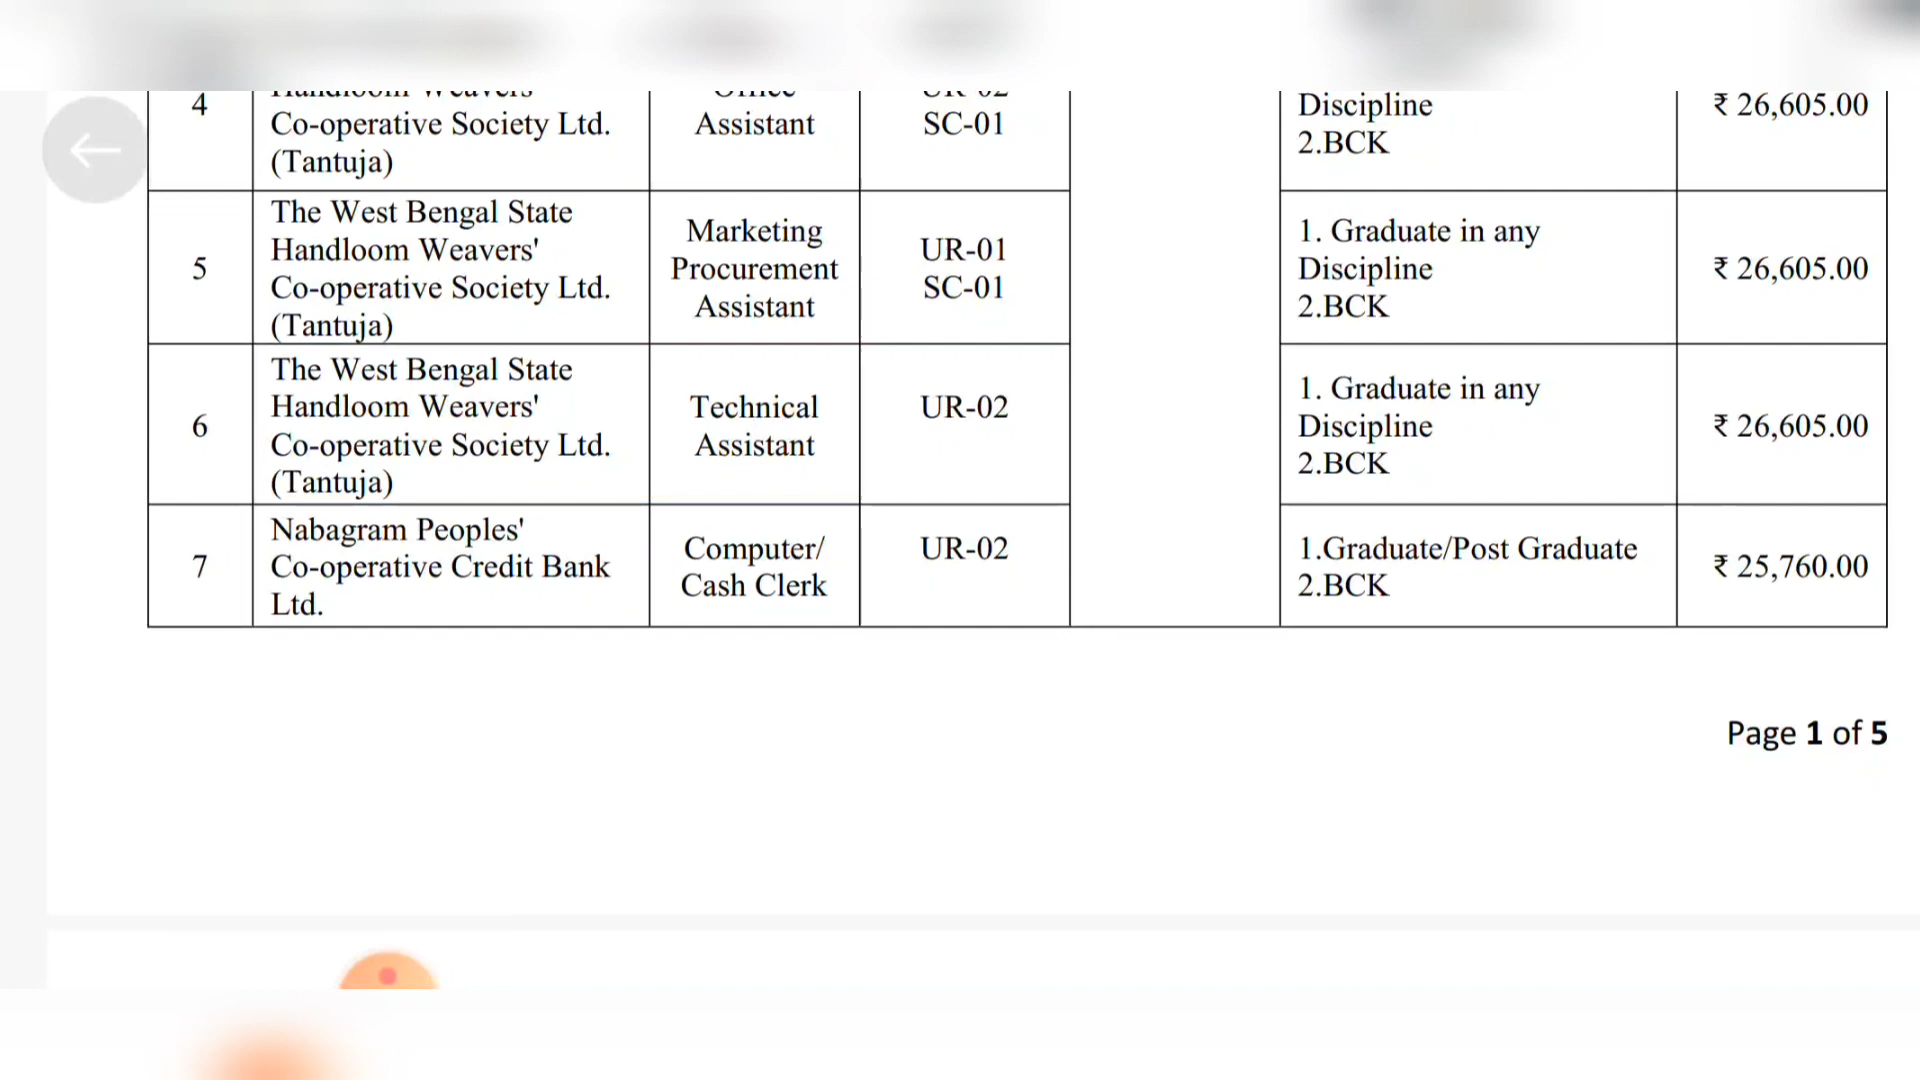 4
Co-operative Society Ltd.
(Tantuja)
Assistant
SC-01
Discipline
2.BCK
₹ 26,605.00
5
The West Bengal State
Handloom Weavers'
Co-operative Society Ltd.
(Tantuja)
Marketing
Procurement
Assistant
UR-01
SC-01
1. Graduate in any
Discipline
2.BCK
₹ 26,605.00
6
The West Bengal State
Handloom Weavers'
Co-operative Society Ltd.
(Tantuja)
Technical
Assistant
UR-02
1. Graduate in any
Discipline
2.BCK
₹ 26,605.00
7
Nabagram Peoples'
Co-operative Credit Bank
Ltd.
Computer/
Cash Clerk
UR-02
1.Graduate/Post Graduate
2.BCK
₹ 25,760.00
Page 1 of 5